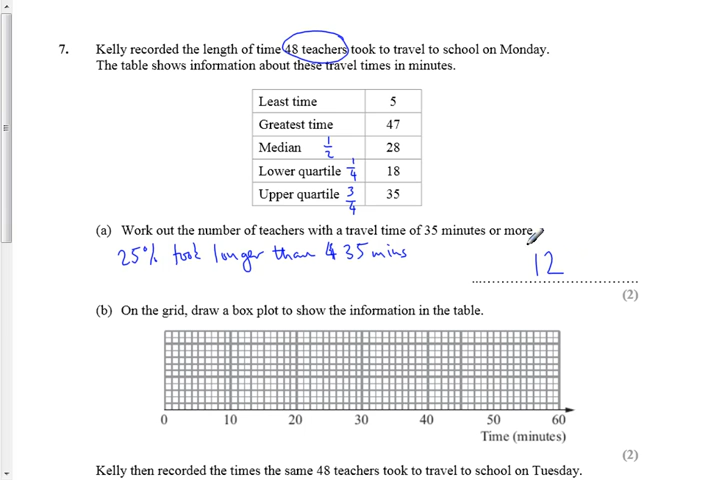 7. Kelly recorded the length of time 48 teachers took to travel to school on Monday.
The table shows information about these travel times in minutes.
Least time 5
Greatest time 47
Median 1/2 28
Lower quartile 1/4 18
Upper quartile 3/4 35
(a) Work out the number of teachers with a travel time of 35 minutes or more.
25% took longer than 35 mins
12
(2)
(b) On the grid, draw a box plot to show the information in the table.
0 10 20 30 40 50 60
Time (minutes)
(2)
Kelly then recorded the times the same 48 teachers took to travel to school on Tuesday.